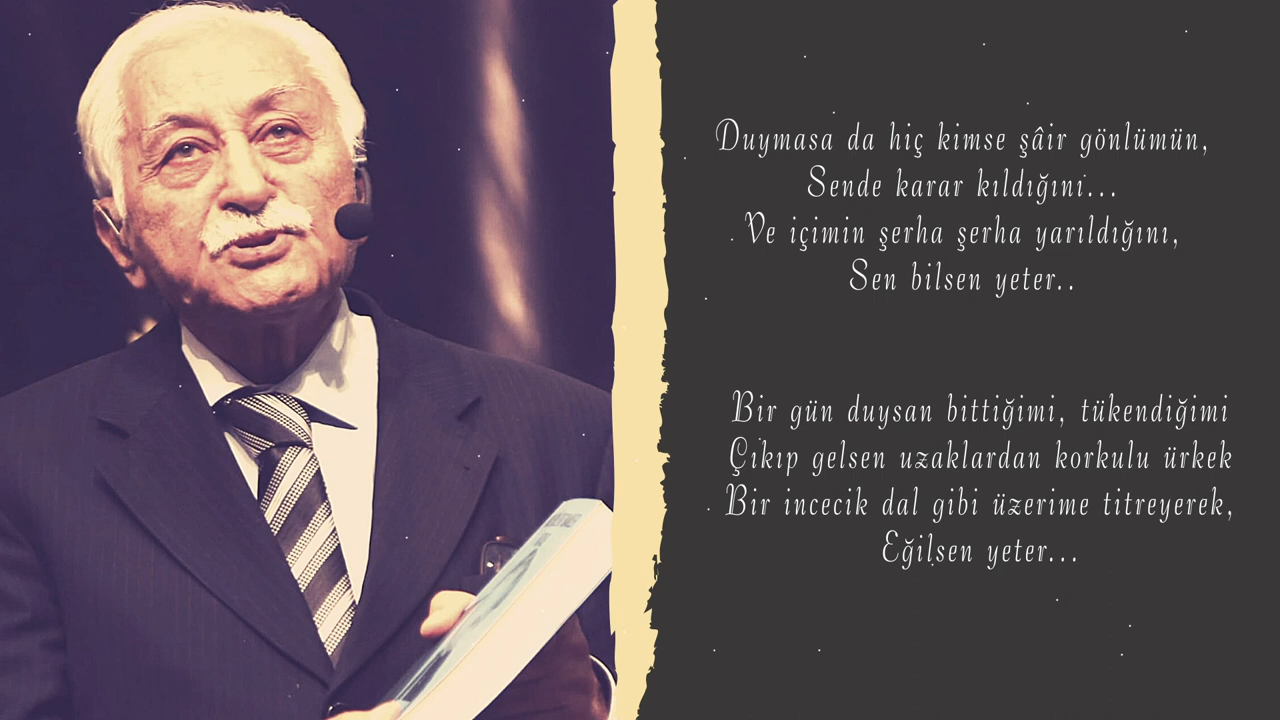 Duymasa da hiç kimse şâir gönlümün,
Sende karar kıldığını...
Ve içimin şerha şerha yarıldığını,
Sen bilsen yeter..
Bir gün duysan bittiğimi, tükendiğimi
Çıkıp gelsen uzaklardan korkulu ürkek
Bir incecik dal gibi üzerime titreyerek,
Eğilsen yeter...